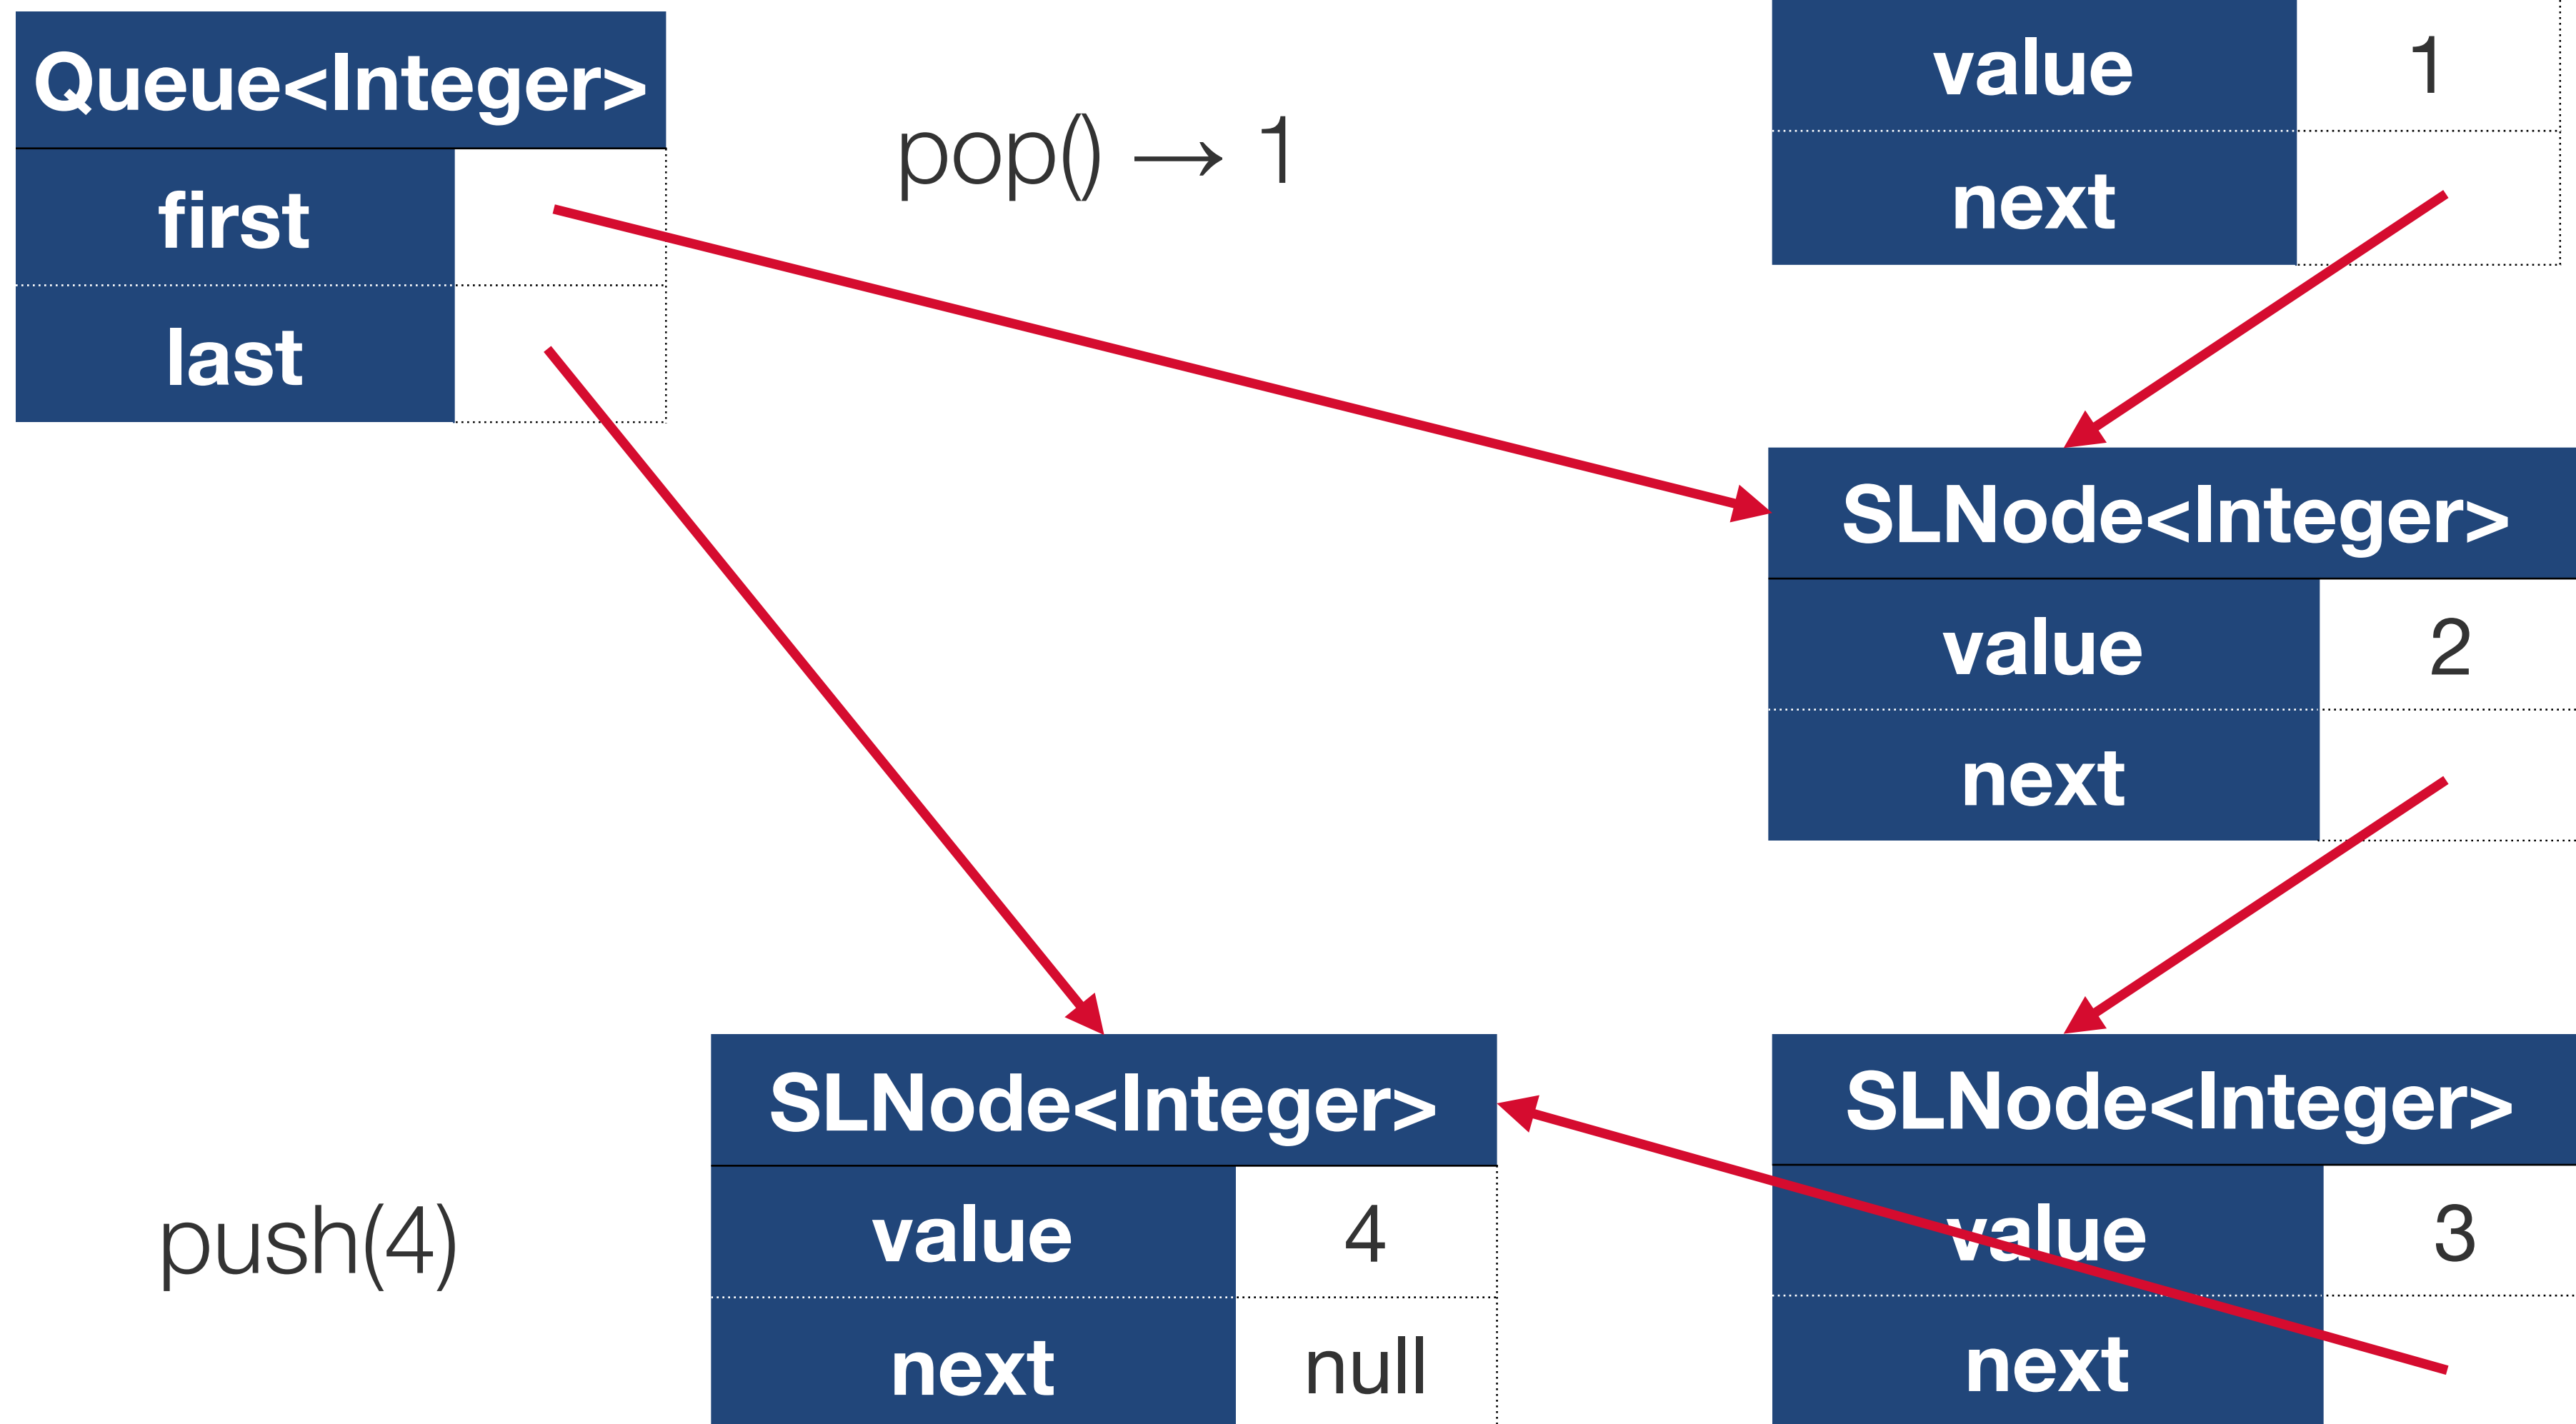 Queue<Integer>
first
last
pop() → 1
value 1
next
SLNode<Integer>
value 2
next
SLNode<Integer>
value 3
next
SLNode<Integer>
value 4
next null
push(4)